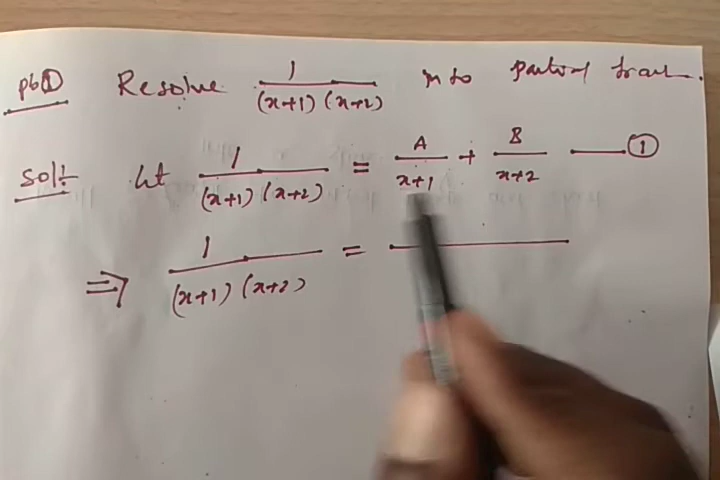 pb① Resolve 1/((x+1)(x+2)) into partial fract.
Sol: Let 1/((x+1)(x+2)) = A/(x+1) + B/(x+2) —— ①
⇒ 1/((x+1)(x+2)) =